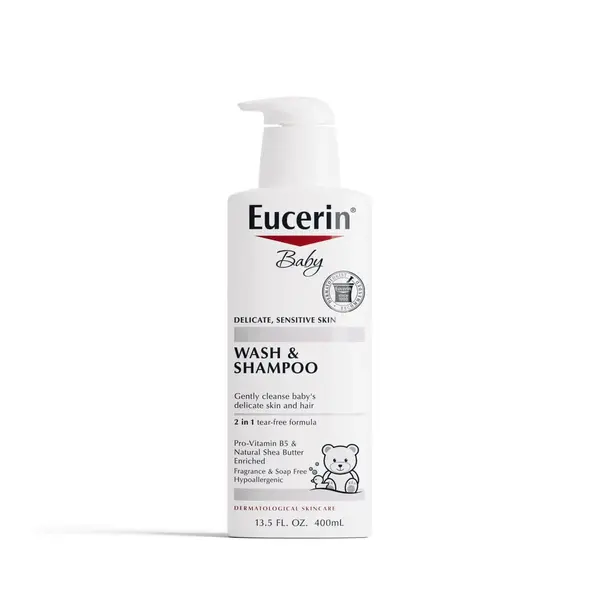 Eucerin®
Baby
DELICATE, SENSITIVE SKIN
WASH &
SHAMPOO
Gently cleanse baby's
delicate skin and hair
2 in 1 tear-free formula
Pro-Vitamin B5 &
Natural Shea Butter
Enriched
Fragrance & Soap Free
Hypoallergenic
DERMATOLOGICAL SKINCARE
13.5 FL. OZ. 400mL